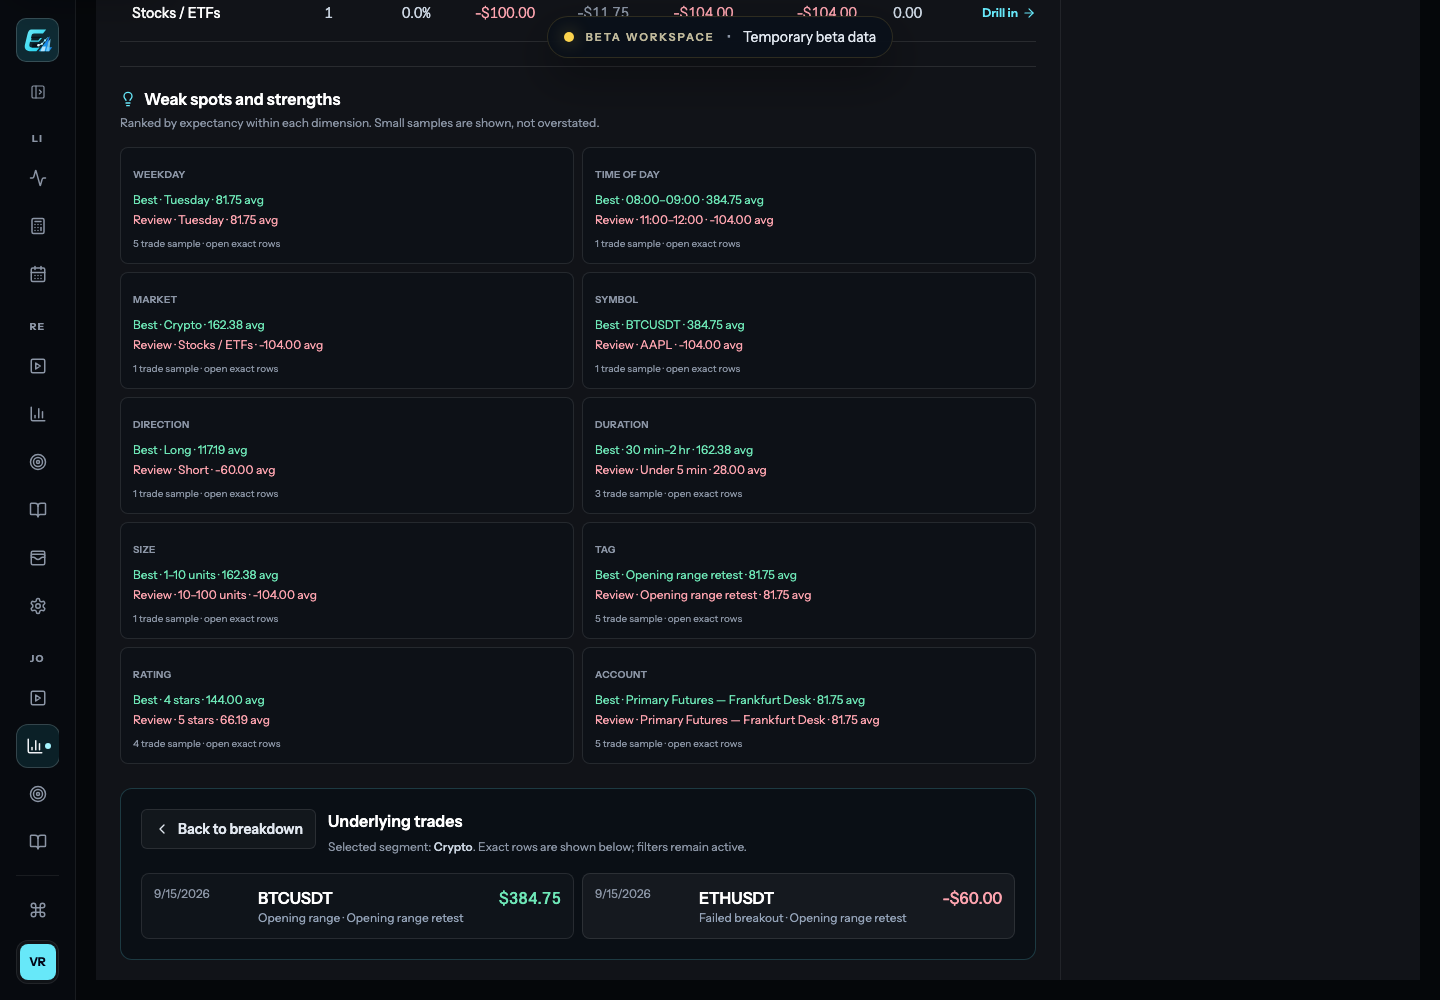 Stocks / ETFs 1 0.0% -$100.00 -$11.75 -$104.00 -$104.00 0.00 Drill in →
BETA WORKSPACE · Temporary beta data
LI
RE
JO
VR
Weak spots and strengths
Ranked by expectancy within each dimension. Small samples are shown, not overstated.
WEEKDAY
Best · Tuesday · 81.75 avg
Review · Tuesday · 81.75 avg
5 trade sample · open exact rows
TIME OF DAY
Best · 08:00–09:00 · 384.75 avg
Review · 11:00–12:00 · -104.00 avg
1 trade sample · open exact rows
MARKET
Best · Crypto · 162.38 avg
Review · Stocks / ETFs · -104.00 avg
1 trade sample · open exact rows
SYMBOL
Best · BTCUSDT · 384.75 avg
Review · AAPL · -104.00 avg
1 trade sample · open exact rows
DIRECTION
Best · Long · 117.19 avg
Review · Short · -60.00 avg
1 trade sample · open exact rows
DURATION
Best · 30 min–2 hr · 162.38 avg
Review · Under 5 min · 28.00 avg
3 trade sample · open exact rows
SIZE
Best · 1–10 units · 162.38 avg
Review · 10–100 units · -104.00 avg
1 trade sample · open exact rows
TAG
Best · Opening range retest · 81.75 avg
Review · Opening range retest · 81.75 avg
5 trade sample · open exact rows
RATING
Best · 4 stars · 144.00 avg
Review · 5 stars · 66.19 avg
4 trade sample · open exact rows
ACCOUNT
Best · Primary Futures — Frankfurt Desk · 81.75 avg
Review · Primary Futures — Frankfurt Desk · 81.75 avg
5 trade sample · open exact rows
Back to breakdown
Underlying trades
Selected segment: Crypto. Exact rows are shown below; filters remain active.
9/15/2026 BTCUSDT $384.75
Opening range · Opening range retest
9/15/2026 ETHUSDT -$60.00
Failed breakout · Opening range retest